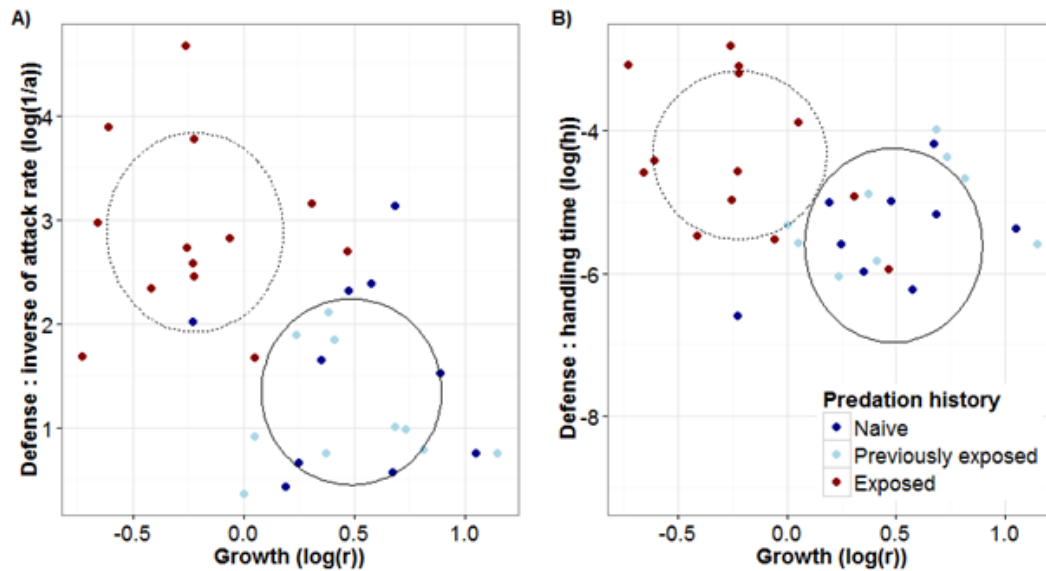 A)
Defense : inverse of attack rate (log(1/a))
4
3
2
1
-0.5
0.0
0.5
1.0
Growth (log(r))
B)
Defense : handling time (log(h))
-4
-6
-8
-0.5
0.0
0.5
1.0
Growth (log(r))
Predation history
Naive
Previously exposed
Exposed